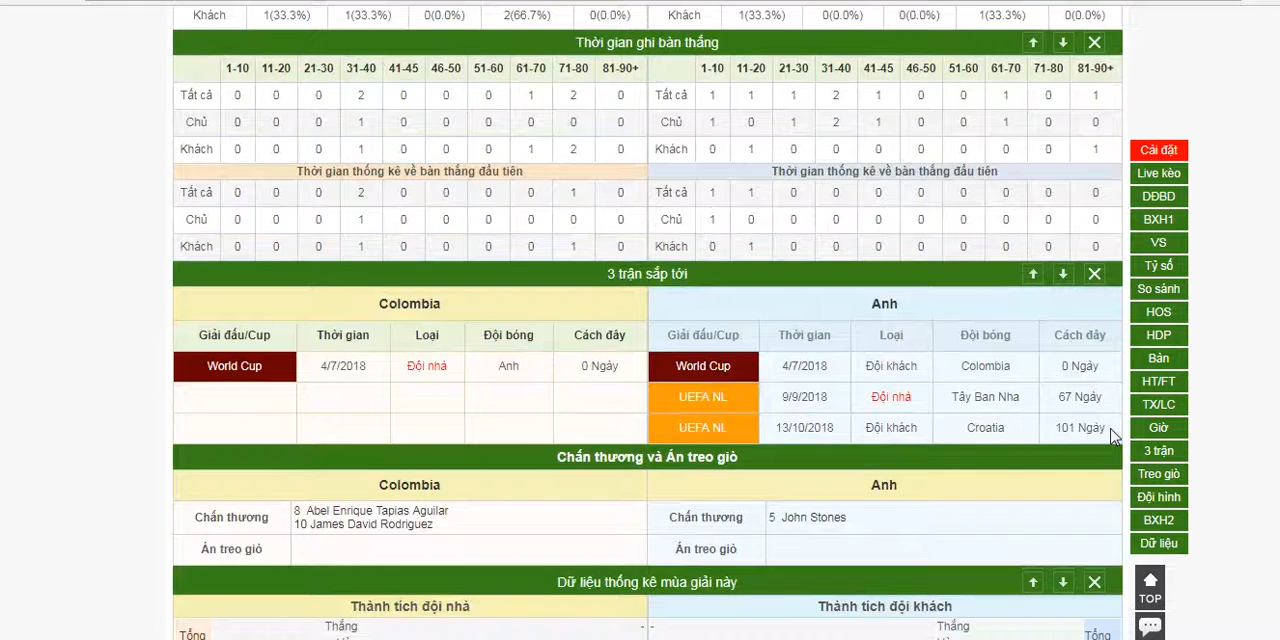 Khách 1(33.3%) 1(33.3%) 0(0.0%) 2(66.7%) 0(0.0%) Khách 1(33.3%) 0(0.0%) 0(0.0%) 1(33.3%) 0(0.0%)
Thời gian ghi bàn thắng
1-10 11-20 21-30 31-40 41-45 46-50 51-60 61-70 71-80 81-90+ 1-10 11-20 21-30 31-40 41-45 46-50 51-60 61-70 71-80 81-90+
Tất cả 0 0 0 2 0 0 0 1 2 0 Tất cả 1 1 1 2 1 0 0 1 0 1
Chủ 0 0 0 1 0 0 0 0 0 0 Chủ 1 0 1 2 1 0 0 1 0 0
Khách 0 0 0 1 0 0 0 1 2 0 Khách 0 1 0 0 0 0 0 0 0 1
Thời gian thống kê về bàn thắng đầu tiên Thời gian thống kê về bàn thắng đầu tiên
Tất cả 0 0 0 2 0 0 0 0 1 0 Tất cả 1 1 0 0 0 0 0 0 0 0
Chủ 0 0 0 1 0 0 0 0 0 0 Chủ 1 0 0 0 0 0 0 0 0 0
Khách 0 0 0 1 0 0 0 0 1 0 Khách 0 1 0 0 0 0 0 0 0 0
3 trận sắp tới
Colombia Anh
Giải đấu/Cup Thời gian Loại Đội bóng Cách đây Giải đấu/Cup Thời gian Loại Đội bóng Cách đây
World Cup 4/7/2018 Đội nhà Anh 0 Ngày World Cup 4/7/2018 Đội khách Colombia 0 Ngày
UEFA NL 9/9/2018 Đội nhà Tây Ban Nha 67 Ngày
UEFA NL 13/10/2018 Đội khách Croatia 101 Ngày
Chấn thương và Án treo giò
Colombia Anh
Chấn thương 8 Abel Enrique Tapias Aguilar Chấn thương 5 John Stones
10 James David Rodriguez
Án treo giò Án treo giò
Dữ liệu thống kê mùa giải này
Thành tích đội nhà Thành tích đội khách
Tổng Thắng - - Thắng Tổng
Cài đặt
Live kèo
DĐBD
BXH1
VS
Tỷ số
So sánh
HOS
HDP
Bàn
HT/FT
TX/LC
Giờ
3 trận
Treo giò
Đội hình
BXH2
Dữ liệu
TOP